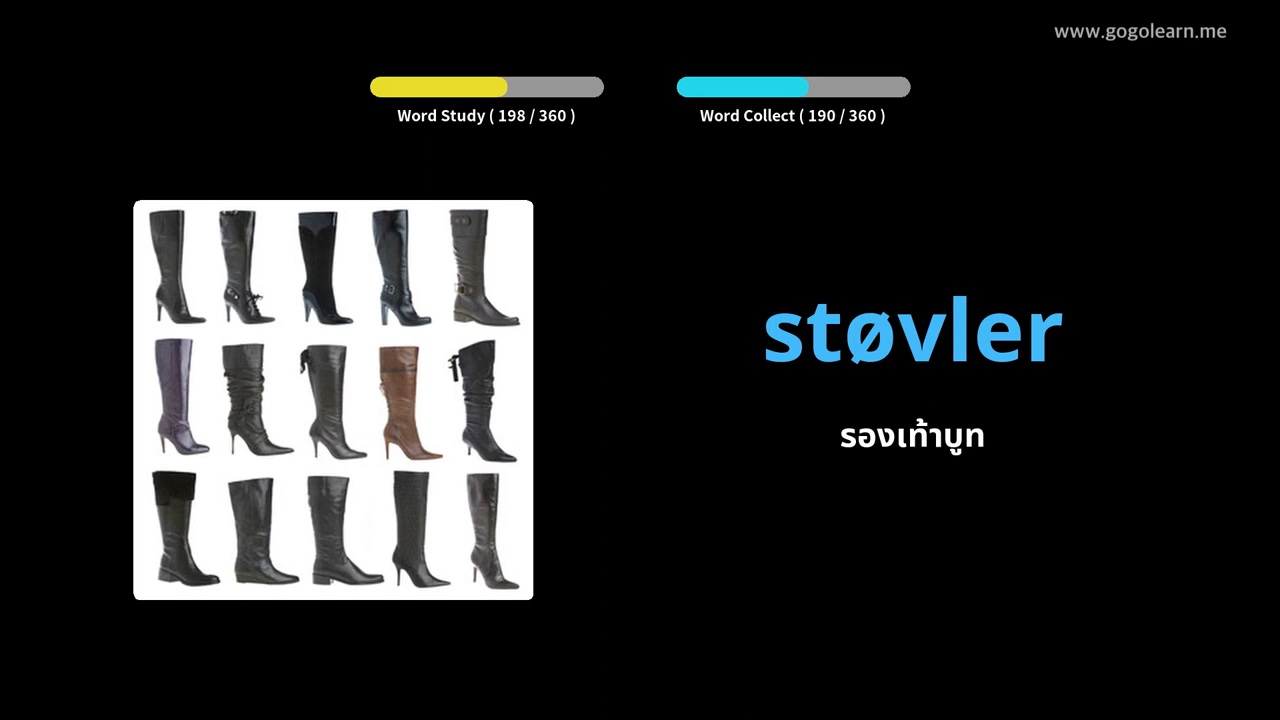 www.gogolearn.me
Word Study ( 198 / 360 )
Word Collect ( 190 / 360 )
støvler
รองเท้าบูท